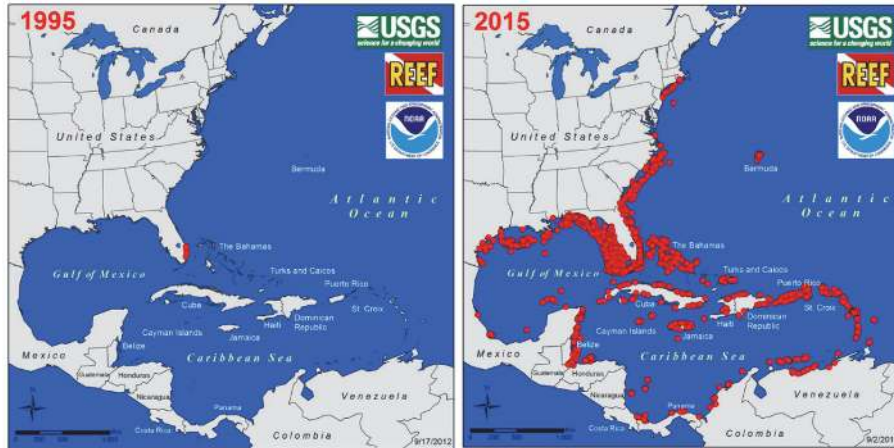 1995
Canada
USGS
science for a changing world
REEF
NOAA
United States
Bermuda
Atlantic
Ocean
The Bahamas
Gulf of Mexico
Turks and Caicos
Puerto Rico
Cuba
St. Croix
Cayman Islands
Haiti
Dominican
Republic
Jamaica
Mexico
Belize
Caribbean Sea
Guatemala
Honduras
Nicaragua
Costa Rica
Panama
Venezuela
Colombia
9/17/2012
2015
Canada
USGS
science for a changing world
REEF
NOAA
United States
Bermuda
Atlantic
Ocean
The Bahamas
Gulf of Mexico
Turks and Caicos
Puerto Rico
Cuba
St. Croix
Cayman Islands
Haiti
Dominican
Republic
Jamaica
Mexico
Belize
Caribbean Sea
Guatemala
Honduras
Nicaragua
Costa Rica
Panama
Venezuela
Colombia